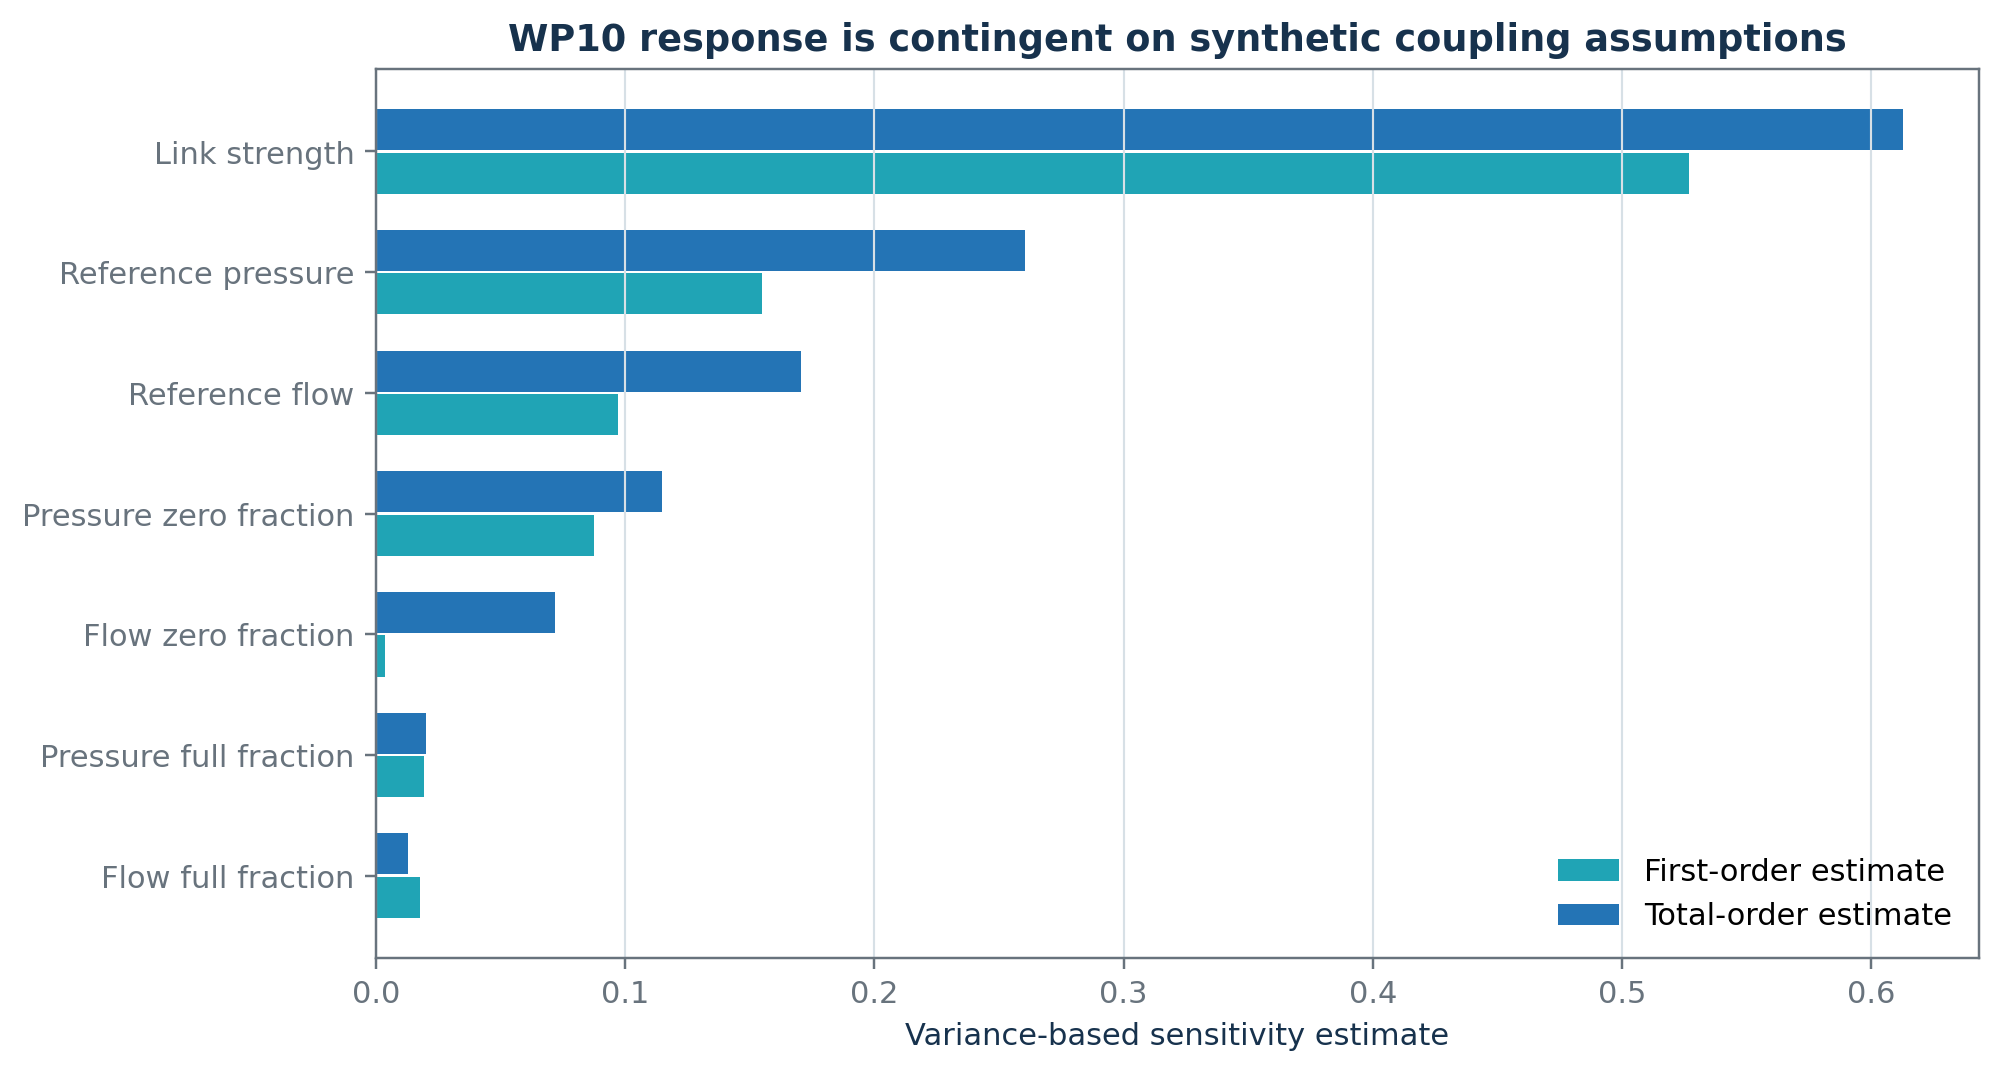 WP10 response is contingent on synthetic coupling assumptions
Link strength
Reference pressure
Reference flow
Pressure zero fraction
Flow zero fraction
Pressure full fraction
Flow full fraction
First-order estimate
Total-order estimate
0.0 0.1 0.2 0.3 0.4 0.5 0.6
Variance-based sensitivity estimate